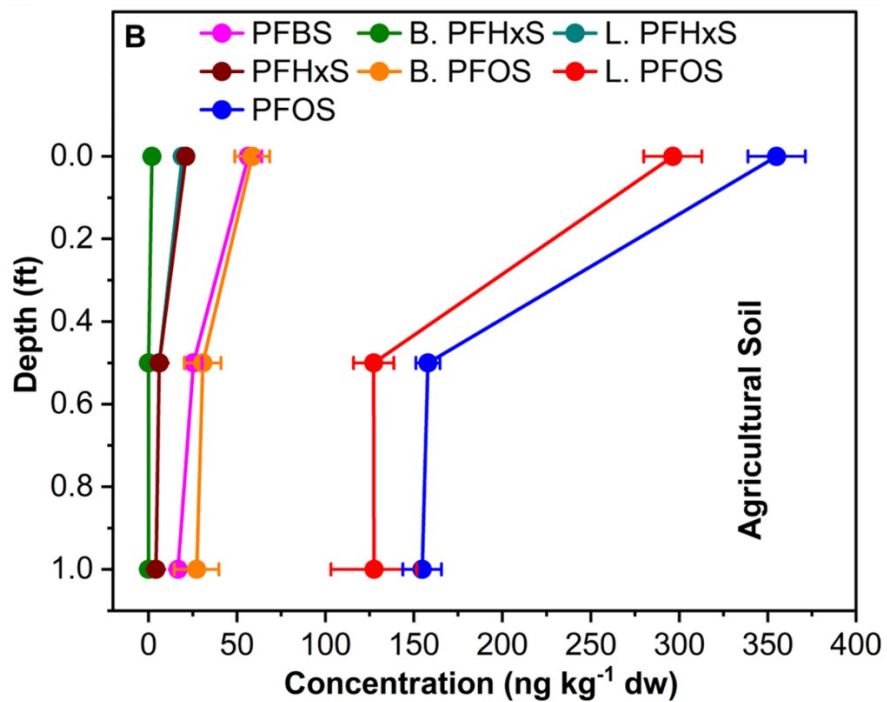 B
PFBS B. PFHxS L. PFHxS
PFHxS B. PFOS L. PFOS
PFOS
0.0
0.2
0.4
0.6
0.8
1.0
Depth (ft)
Agricultural Soil
0 50 100 150 200 250 300 350 400
Concentration (ng kg⁻¹ dw)